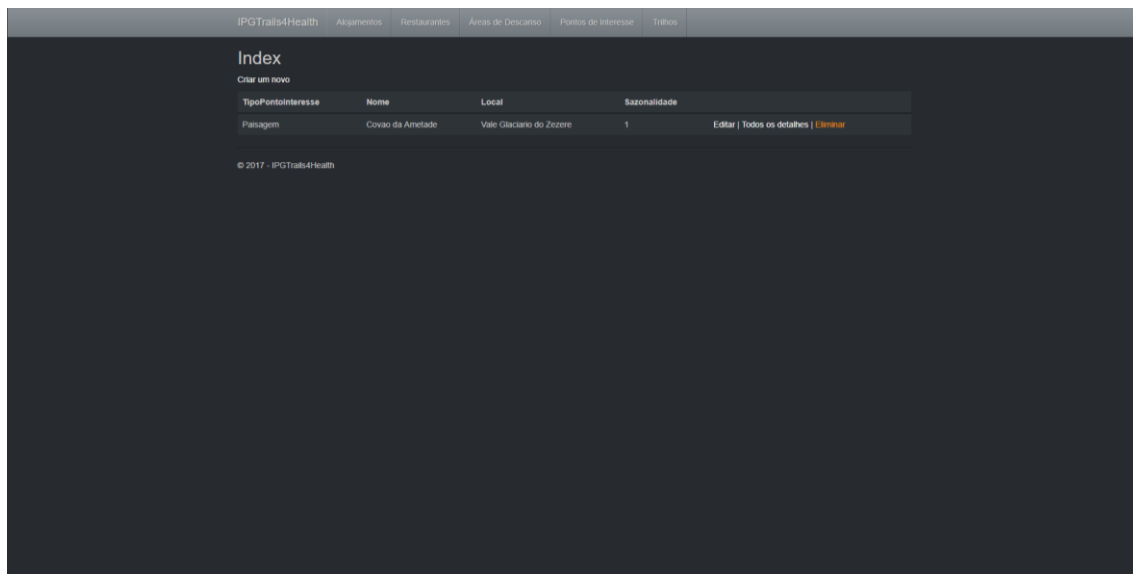 IPGTrails4Health Alojamentos Restaurantes Áreas de Descanso Pontos de Interesse Trilhos
Index
Criar um novo
TipoPontoInteresse Nome Local Sazonalidade
Paisagem Covao da Ametade Vale Glaciario do Zezere 1 Editar | Todos os detalhes | Eliminar
© 2017 - IPGTrails4Health